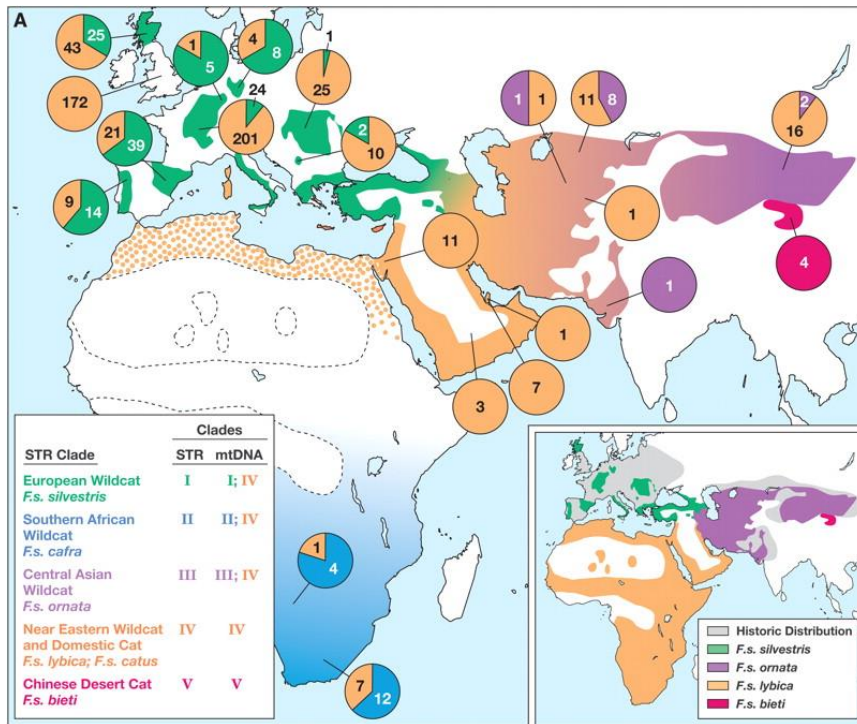 A
43 25
1 5
4 8
1 25
172
24 201
21 39
2 10
9 14
1 1
11 8
2 16
1
11
4
1
1
7
3
1 4
7 12
Clades
STR Clade STR mtDNA
European Wildcat I I; IV
F.s. silvestris
Southern African II II; IV
Wildcat
F.s. cafra
Central Asian III III; IV
Wildcat
F.s. ornata
Near Eastern Wildcat IV IV
and Domestic Cat
F.s. lybica; F.s. catus
Chinese Desert Cat V V
F.s. bieti
Historic Distribution
F.s. silvestris
F.s. ornata
F.s. lybica
F.s. bieti